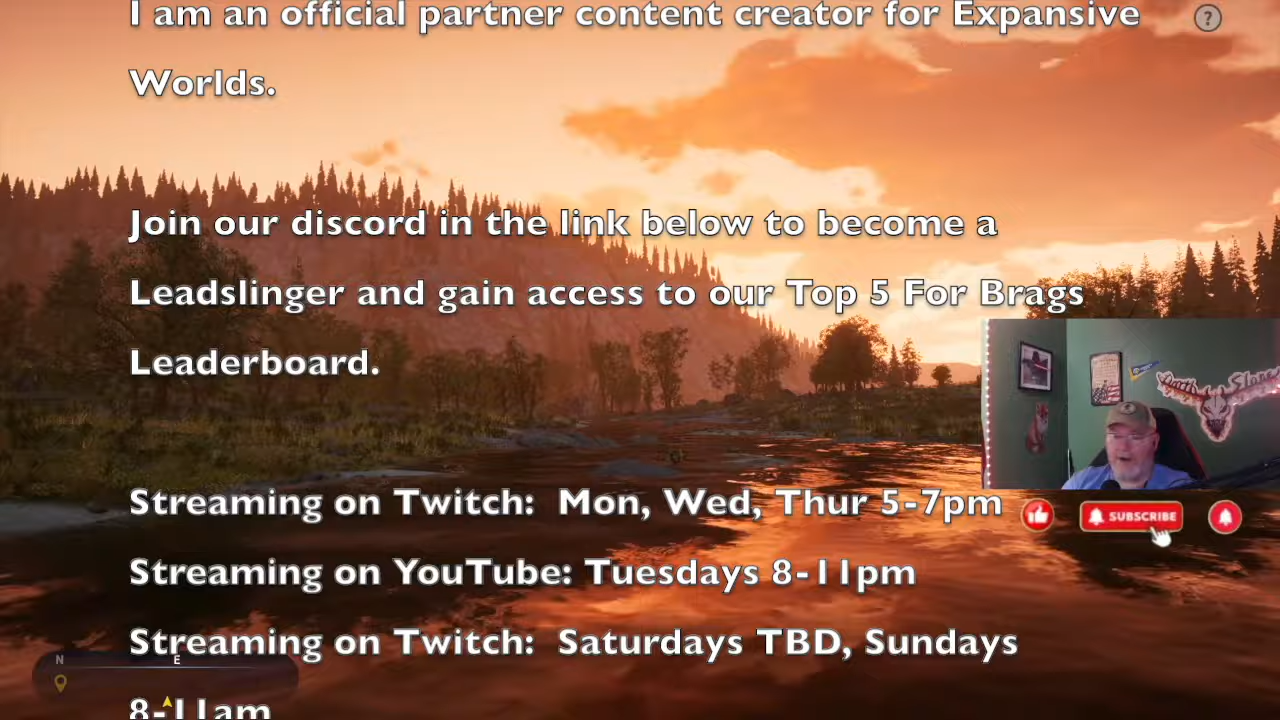 I am an official partner content creator for Expansive
?
Worlds.
Join our discord in the link below to become a
Leadslinger and gain access to our Top 5 For Brags
Leaderboard.
Streaming on Twitch:  Mon, Wed, Thur 5-7pm
SUBSCRIBE
Streaming on YouTube: Tuesdays 8-11pm
Streaming on Twitch:  Saturdays TBD, Sundays
N E
8-11am